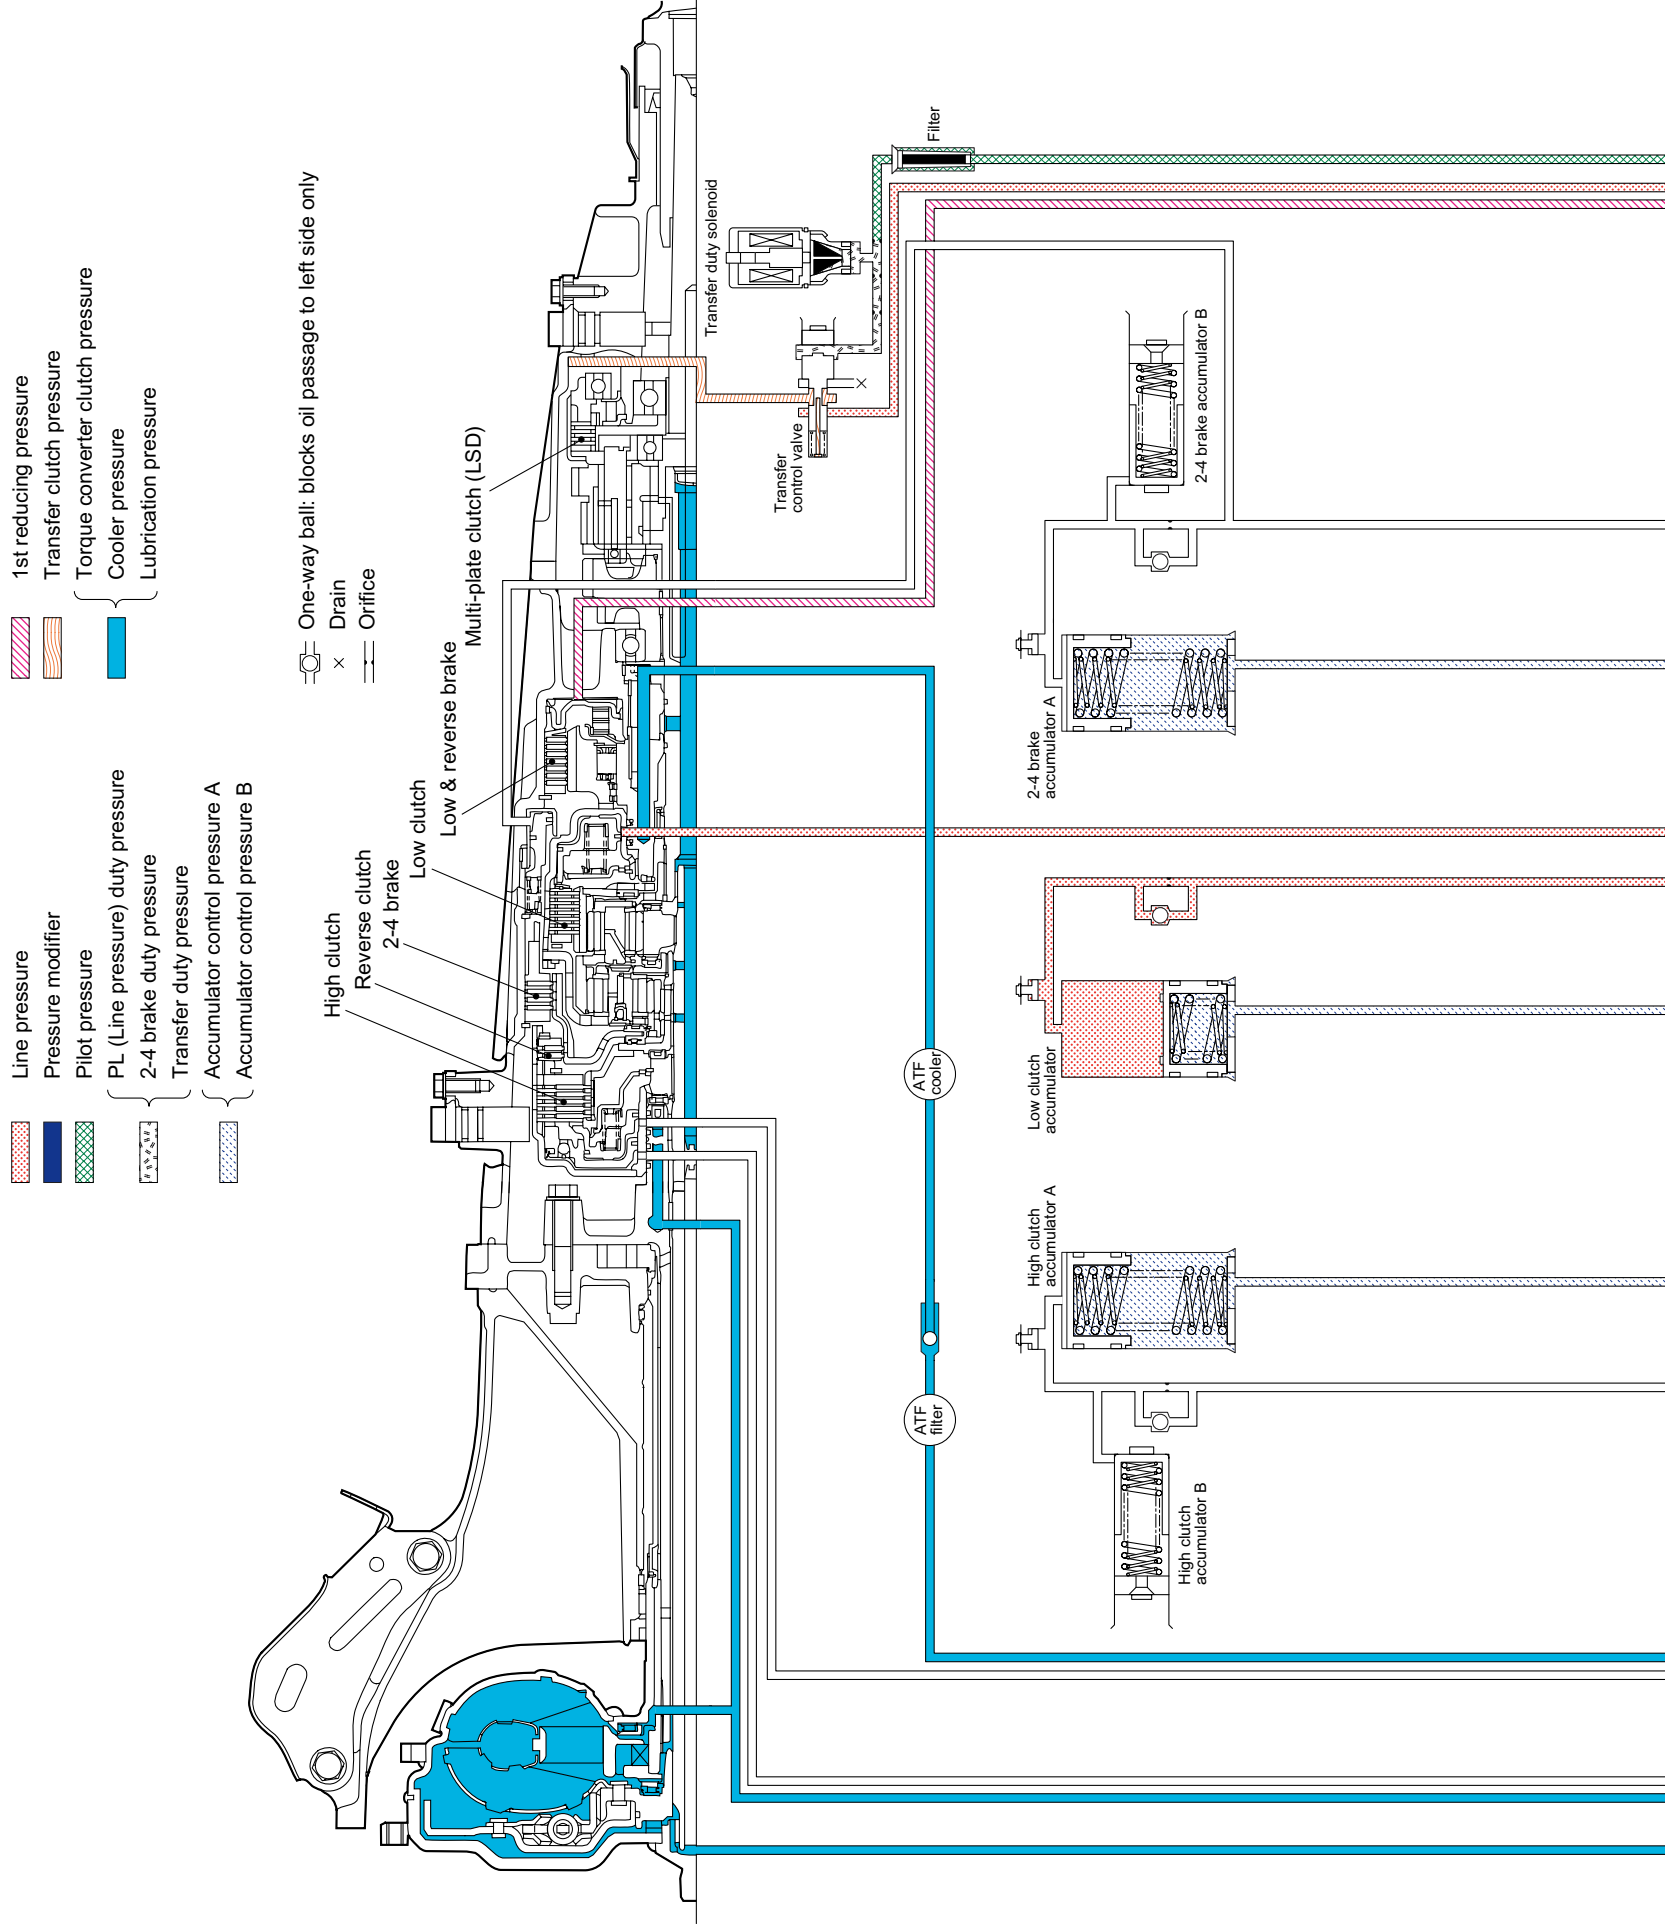 Line pressure
Pressure modifier
Pilot pressure
PL (Line pressure) duty pressure
2-4 brake duty pressure
Transfer duty pressure
Accumulator control pressure A
Accumulator control pressure B
1st reducing pressure
Transfer clutch pressure
Torque converter clutch pressure
Cooler pressure
Lubrication pressure
One-way ball: blocks oil passage to left side only
Drain
Orifice
High clutch
Reverse clutch
2-4 brake
Low clutch
Low & reverse brake
Multi-plate clutch (LSD)
Transfer duty solenoid
Transfer
control valve
Filter
ATF
filter
ATF
cooler
High clutch
accumulator B
High clutch
accumulator A
Low clutch
accumulator
2-4 brake
accumulator A
2-4 brake accumulator B